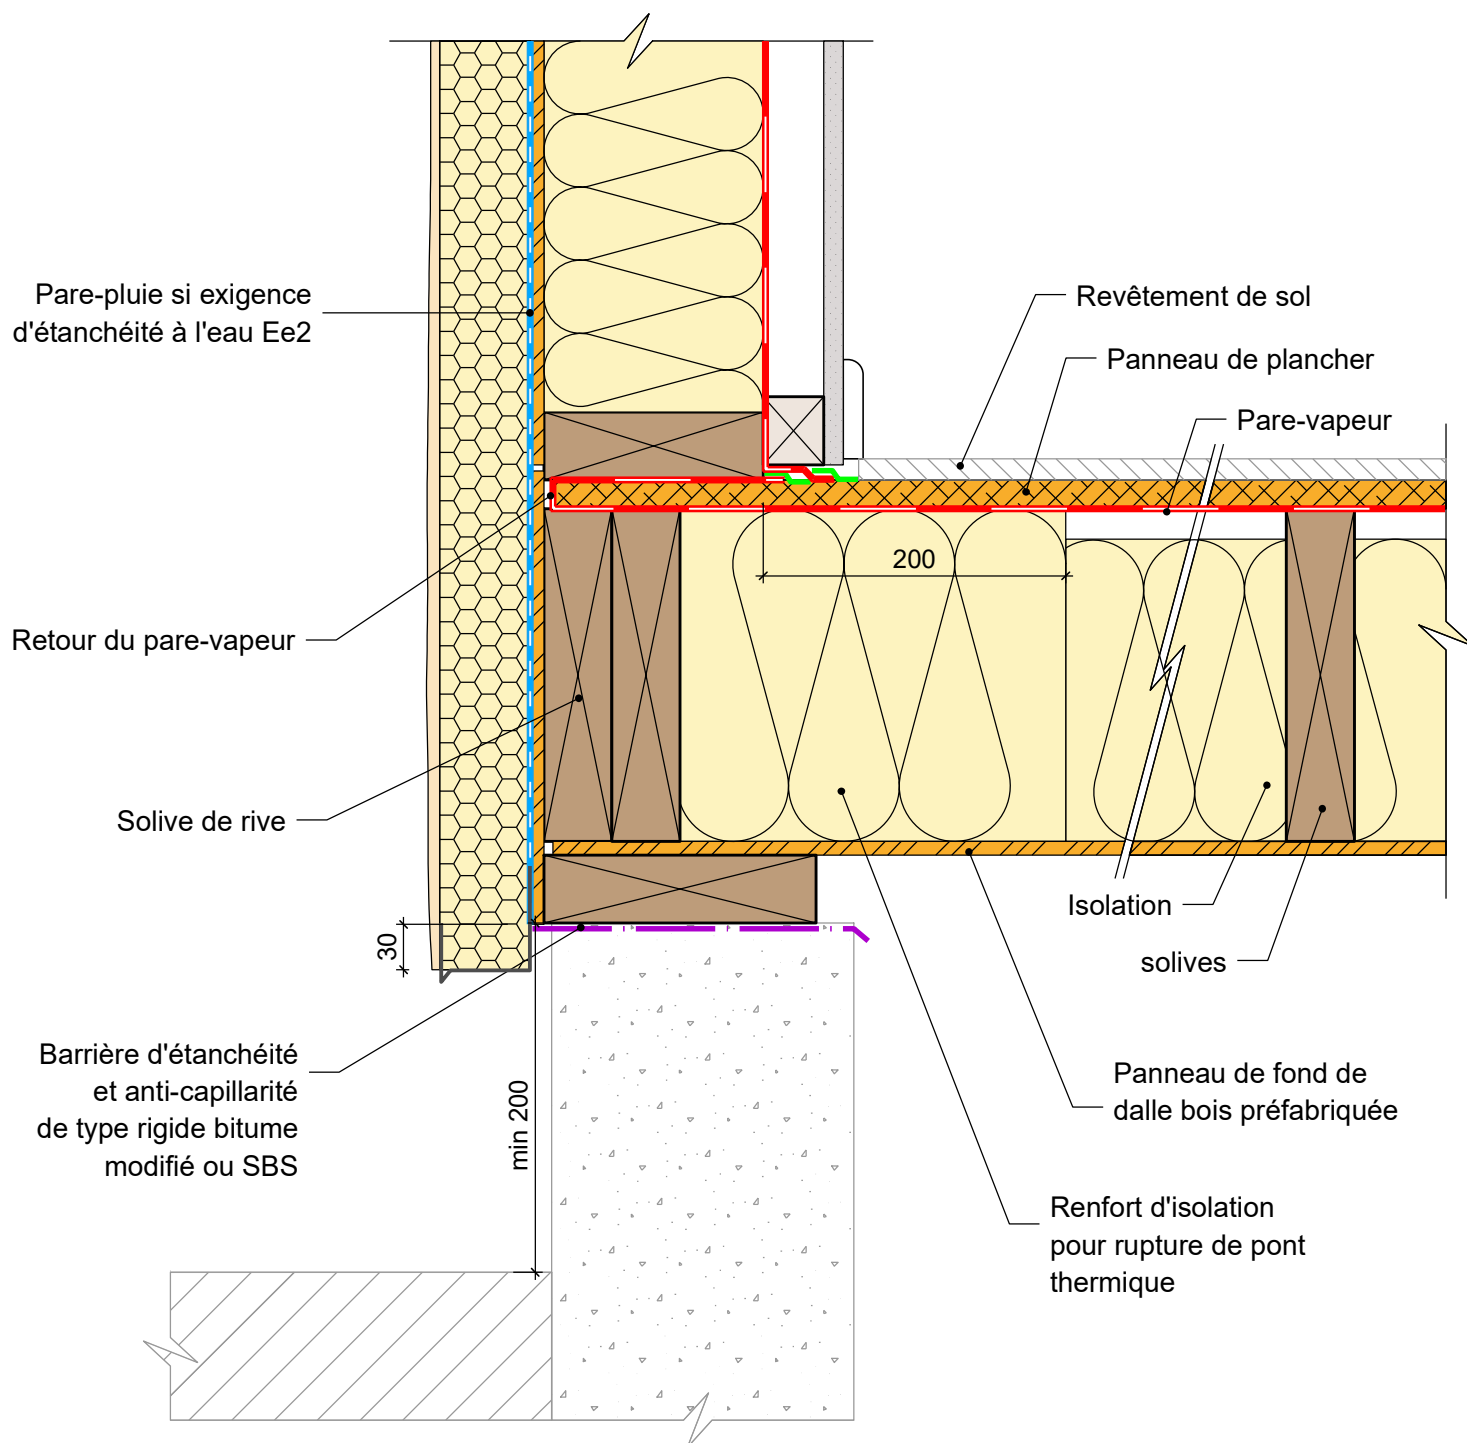 Pare-pluie si exigence
d'étanchéité à l'eau Ee2
Revêtement de sol
Panneau de plancher
Pare-vapeur
200
Retour du pare-vapeur
Solive de rive
Isolation
solives
30
Barrière d'étanchéité
et anti-capillarité
de type rigide bitume
modifié ou SBS
min 200
Panneau de fond de
dalle bois préfabriquée
Renfort d'isolation
pour rupture de pont
thermique